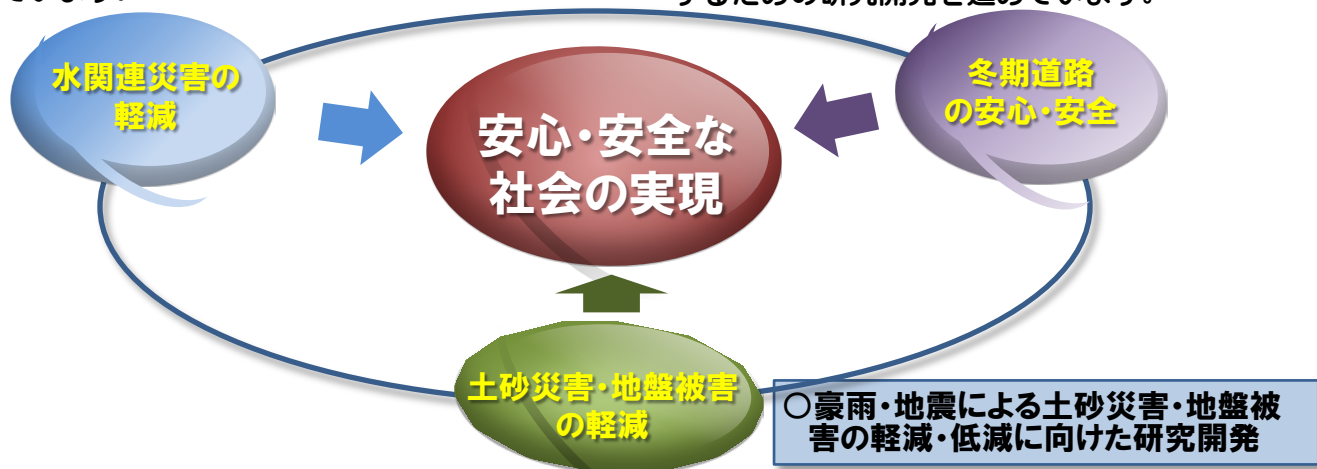 水関連災害の
軽減
安心・安全な
社会の実現
冬期道路
の安心・安全
土砂災害・地盤被害
の軽減
○豪雨・地震による土砂災害・地盤被
害の軽減・低減に向けた研究開発